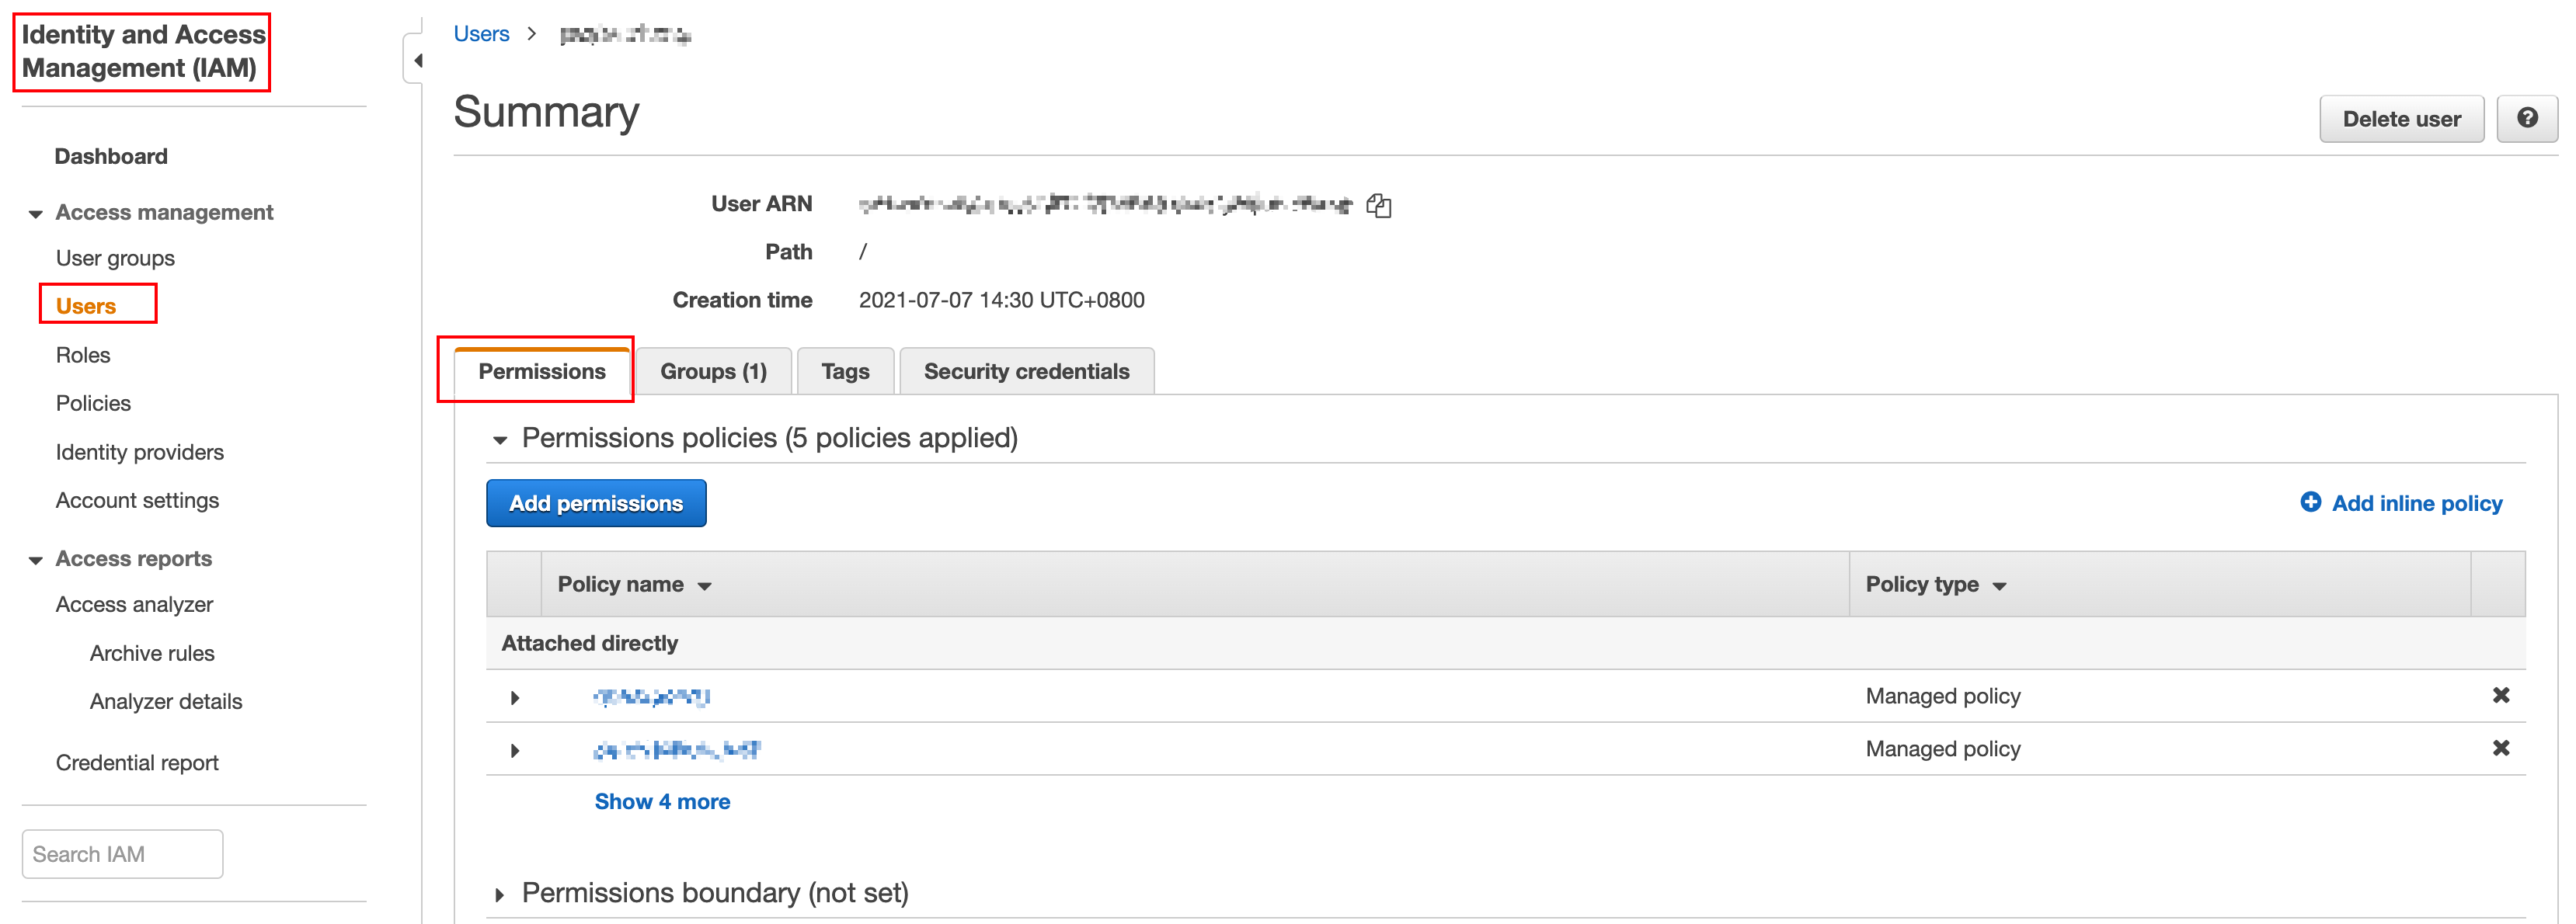 Identity and Access
Management (IAM)
Dashboard
Access management
User groups
Users
Roles
Policies
Identity providers
Account settings
Access reports
Access analyzer
Archive rules
Analyzer details
Credential report
Search IAM
Users >
Summary
Delete user
User ARN
Path /
Creation time 2021-07-07 14:30 UTC+0800
Permissions Groups (1) Tags Security credentials
Permissions policies (5 policies applied)
Add permissions Add inline policy
Policy name Policy type
Attached directly
Managed policy
Managed policy
Show 4 more
Permissions boundary (not set)